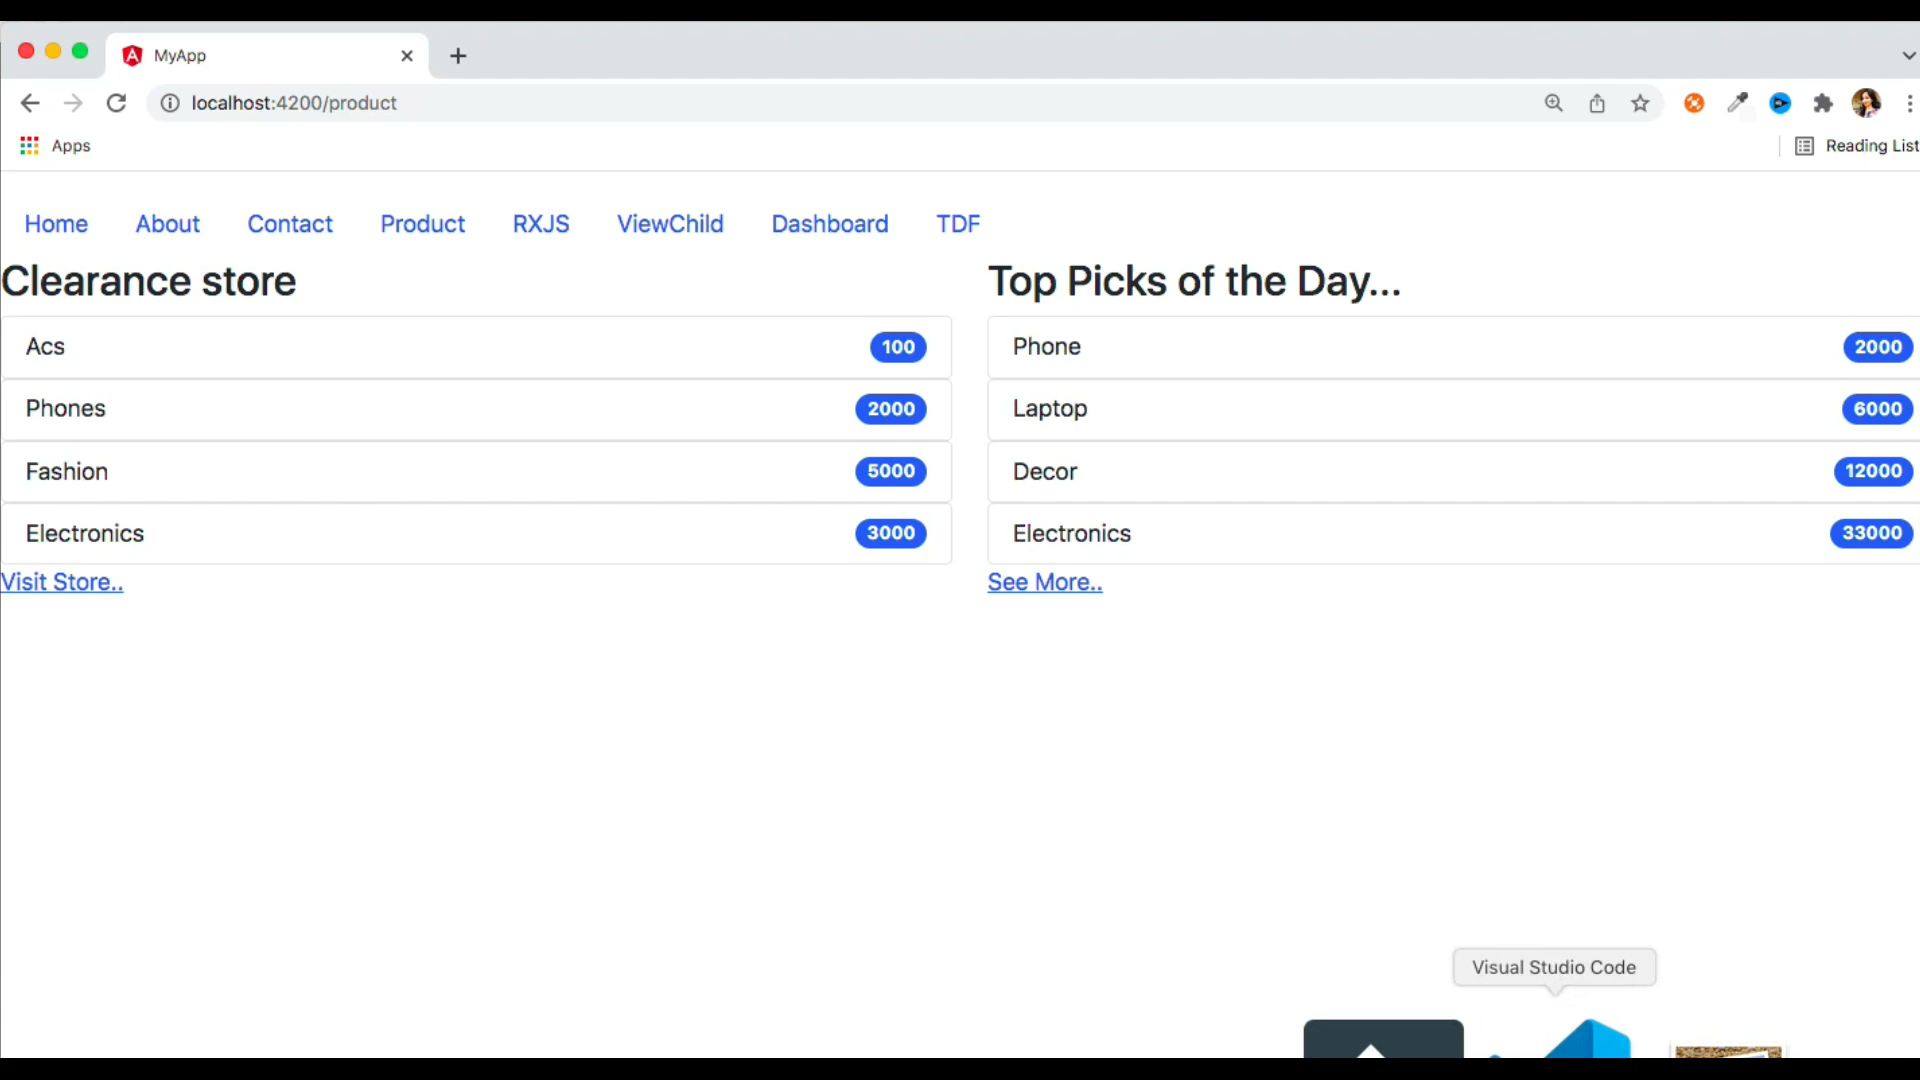 MyApp
localhost:4200/product
Apps
Reading List
Home About Contact Product RXJS ViewChild Dashboard TDF
Clearance store
Acs 100
Phones 2000
Fashion 5000
Electronics 3000
Visit Store..
Top Picks of the Day...
Phone 2000
Laptop 6000
Decor 12000
Electronics 33000
See More..
Visual Studio Code